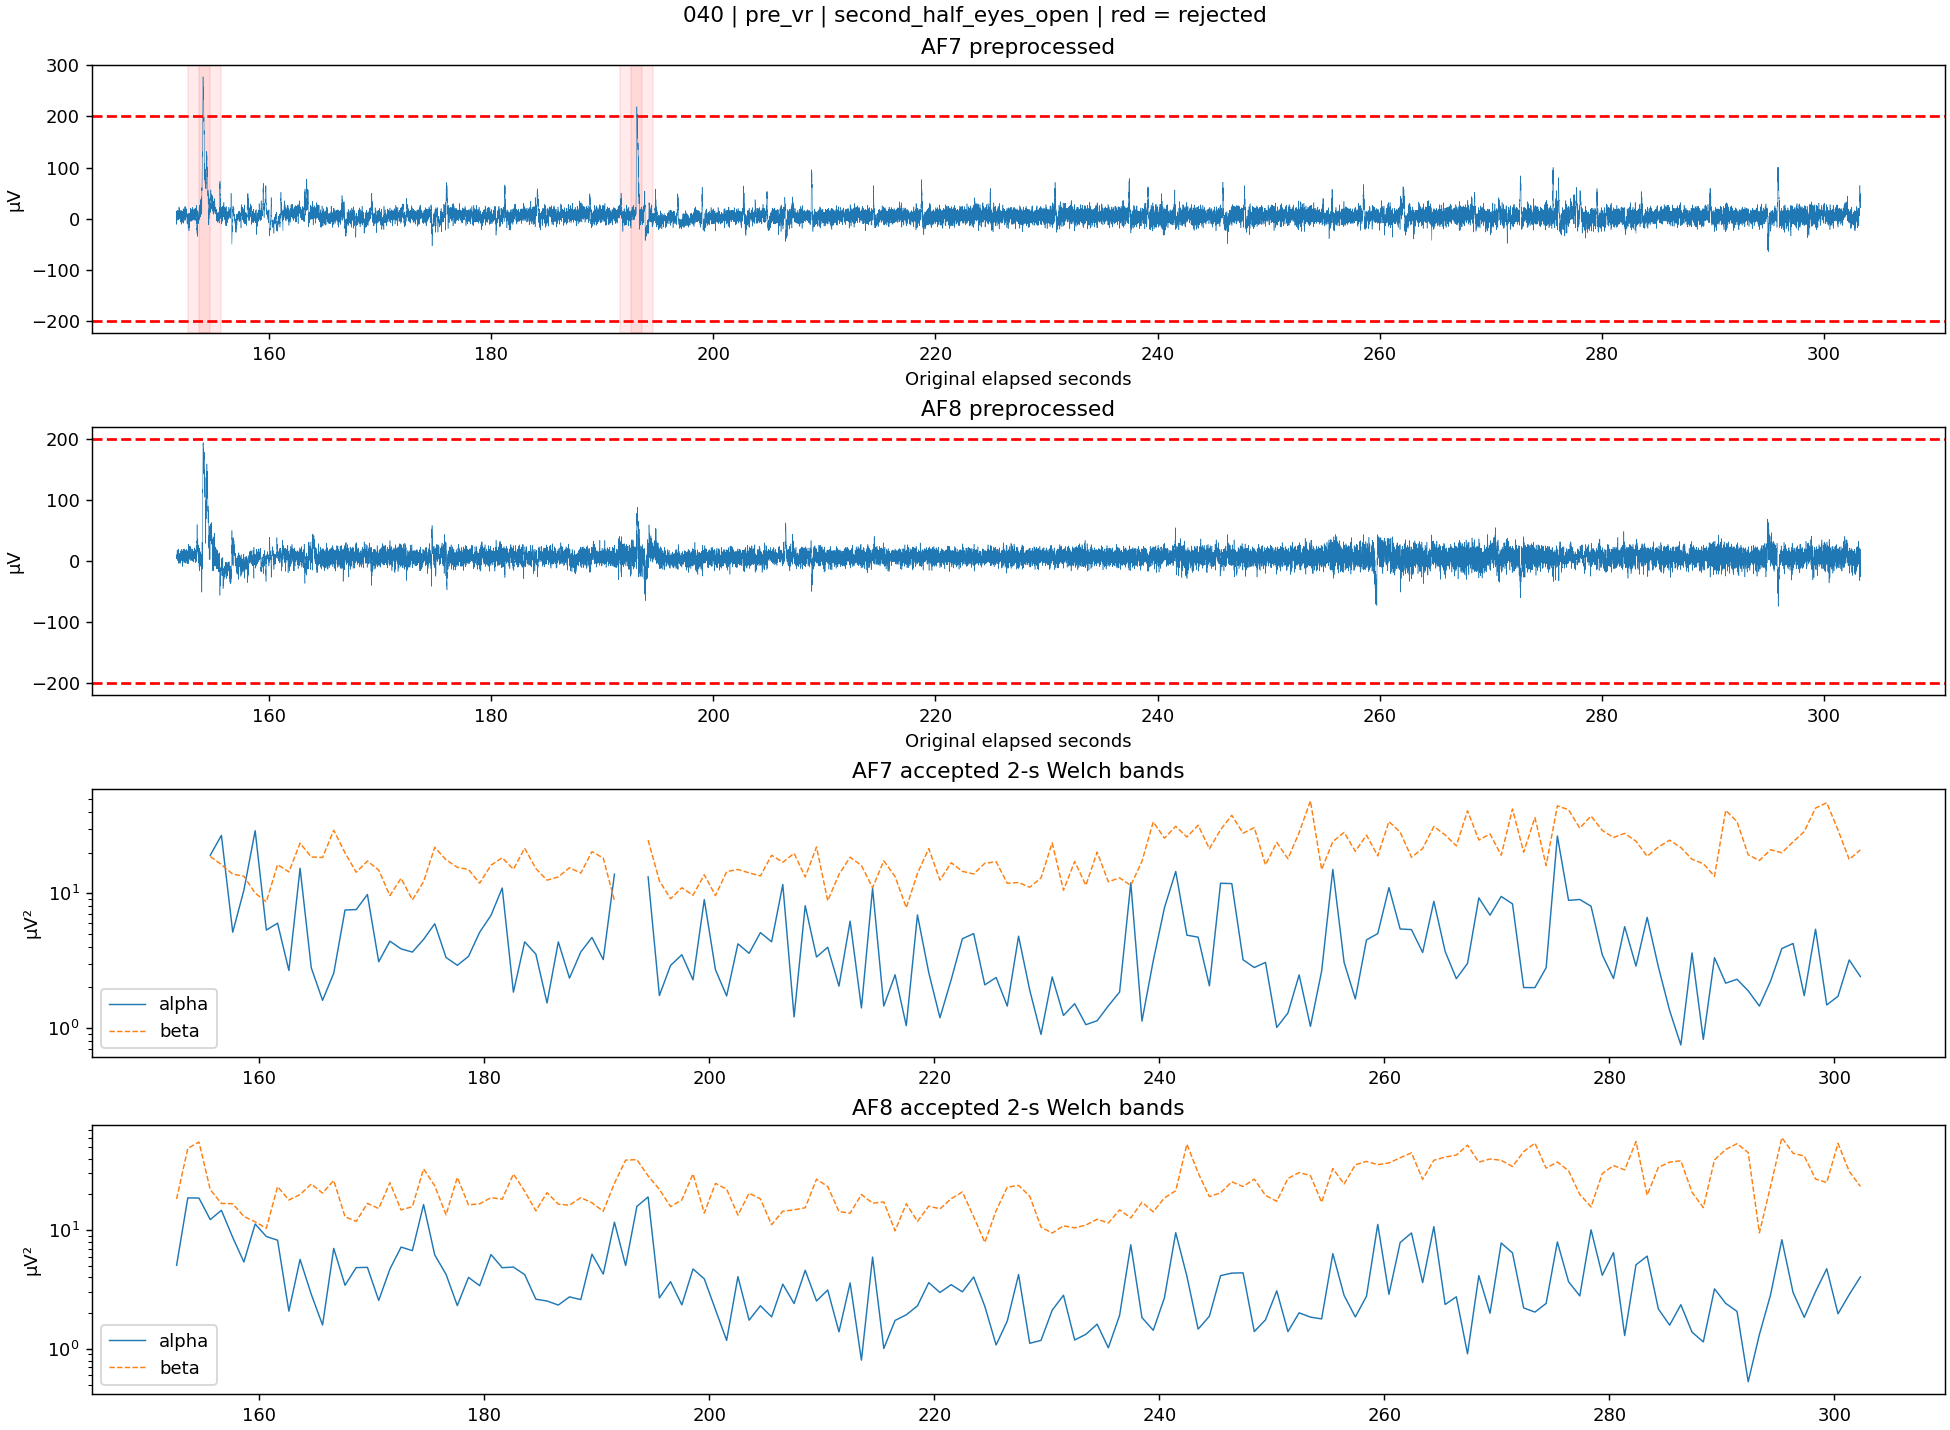 040 | pre_vr | second_half_eyes_open | red = rejected
AF7 preprocessed
300
200
100
0
−100
−200
µV
160 180 200 220 240 260 280 300
Original elapsed seconds
AF8 preprocessed
200
100
0
−100
−200
µV
160 180 200 220 240 260 280 300
Original elapsed seconds
AF7 accepted 2-s Welch bands
10¹
10⁰
µV²
alpha
beta
160 180 200 220 240 260 280 300
AF8 accepted 2-s Welch bands
10¹
10⁰
µV²
alpha
beta
160 180 200 220 240 260 280 300